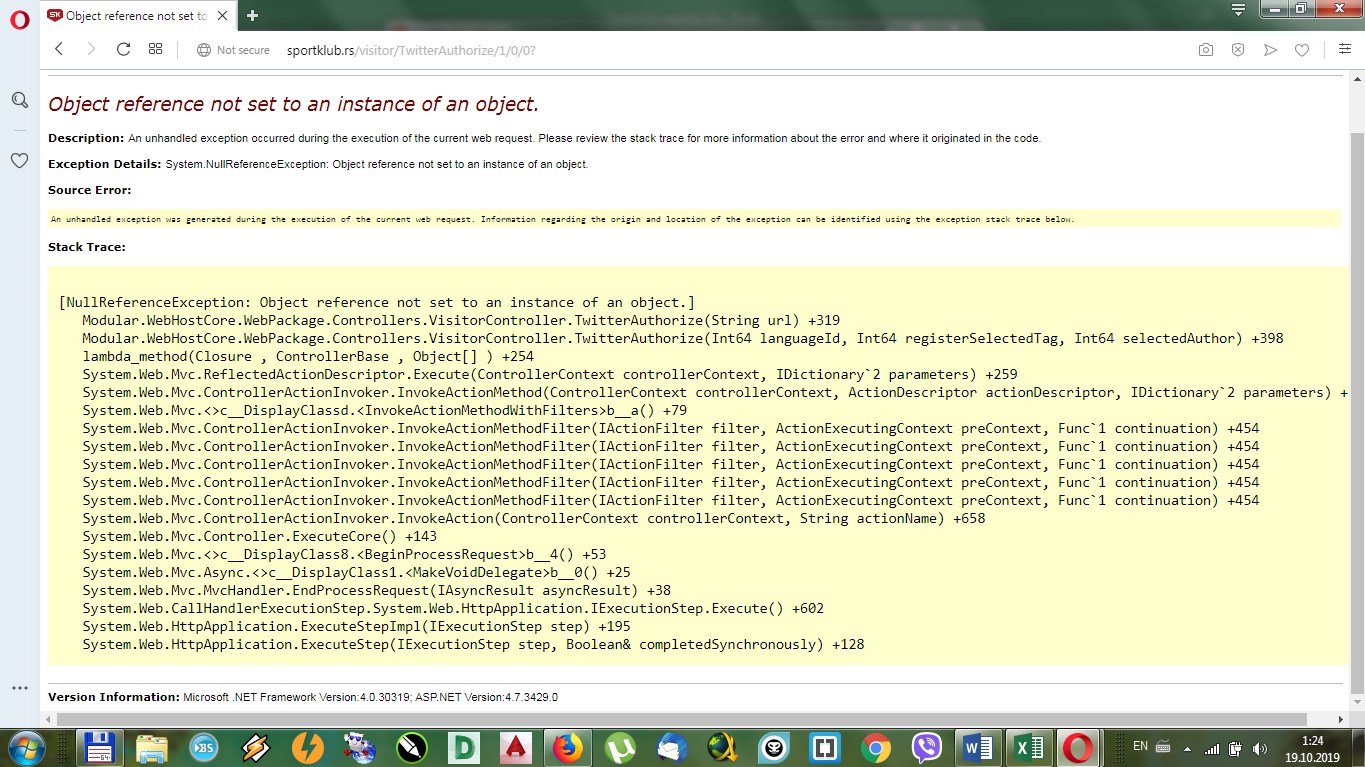 Object reference not set to
Not secure
sportklub.rs/visitor/TwitterAuthorize/1/0/0?
Object reference not set to an instance of an object.
Description: An unhandled exception occurred during the execution of the current web request. Please review the stack trace for more information about the error and where it originated in the code.
Exception Details: System.NullReferenceException: Object reference not set to an instance of an object.
Source Error:
An unhandled exception was generated during the execution of the current web request. Information regarding the origin and location of the exception can be identified using the exception stack trace below.
Stack Trace:
[NullReferenceException: Object reference not set to an instance of an object.]
Modular.WebHostCore.WebPackage.Controllers.VisitorController.TwitterAuthorize(String url) +319
Modular.WebHostCore.WebPackage.Controllers.VisitorController.TwitterAuthorize(Int64 languageId, Int64 registerSelectedTag, Int64 selectedAuthor) +398
lambda_method(Closure , ControllerBase , Object[] ) +254
System.Web.Mvc.ReflectedActionDescriptor.Execute(ControllerContext controllerContext, IDictionary`2 parameters) +259
System.Web.Mvc.ControllerActionInvoker.InvokeActionMethod(ControllerContext controllerContext, ActionDescriptor actionDescriptor, IDictionary`2 parameters) +
System.Web.Mvc.<>c__DisplayClassd.<InvokeActionMethodWithFilters>b__a() +79
System.Web.Mvc.ControllerActionInvoker.InvokeActionMethodFilter(IActionFilter filter, ActionExecutingContext preContext, Func`1 continuation) +454
System.Web.Mvc.ControllerActionInvoker.InvokeActionMethodFilter(IActionFilter filter, ActionExecutingContext preContext, Func`1 continuation) +454
System.Web.Mvc.ControllerActionInvoker.InvokeActionMethodFilter(IActionFilter filter, ActionExecutingContext preContext, Func`1 continuation) +454
System.Web.Mvc.ControllerActionInvoker.InvokeActionMethodFilter(IActionFilter filter, ActionExecutingContext preContext, Func`1 continuation) +454
System.Web.Mvc.ControllerActionInvoker.InvokeActionMethodFilter(IActionFilter filter, ActionExecutingContext preContext, Func`1 continuation) +454
System.Web.Mvc.ControllerActionInvoker.InvokeAction(ControllerContext controllerContext, String actionName) +658
System.Web.Mvc.Controller.ExecuteCore() +143
System.Web.Mvc.<>c__DisplayClass8.<BeginProcessRequest>b__4() +53
System.Web.Mvc.Async.<>c__DisplayClass1.<MakeVoidDelegate>b__0() +25
System.Web.Mvc.MvcHandler.EndProcessRequest(IAsyncResult asyncResult) +38
System.Web.CallHandlerExecutionStep.System.Web.HttpApplication.IExecutionStep.Execute() +602
System.Web.HttpApplication.ExecuteStepImpl(IExecutionStep step) +195
System.Web.HttpApplication.ExecuteStep(IExecutionStep step, Boolean& completedSynchronously) +128
Version Information: Microsoft .NET Framework Version:4.0.30319; ASP.NET Version:4.7.3429.0
EN
1:24
19.10.2019